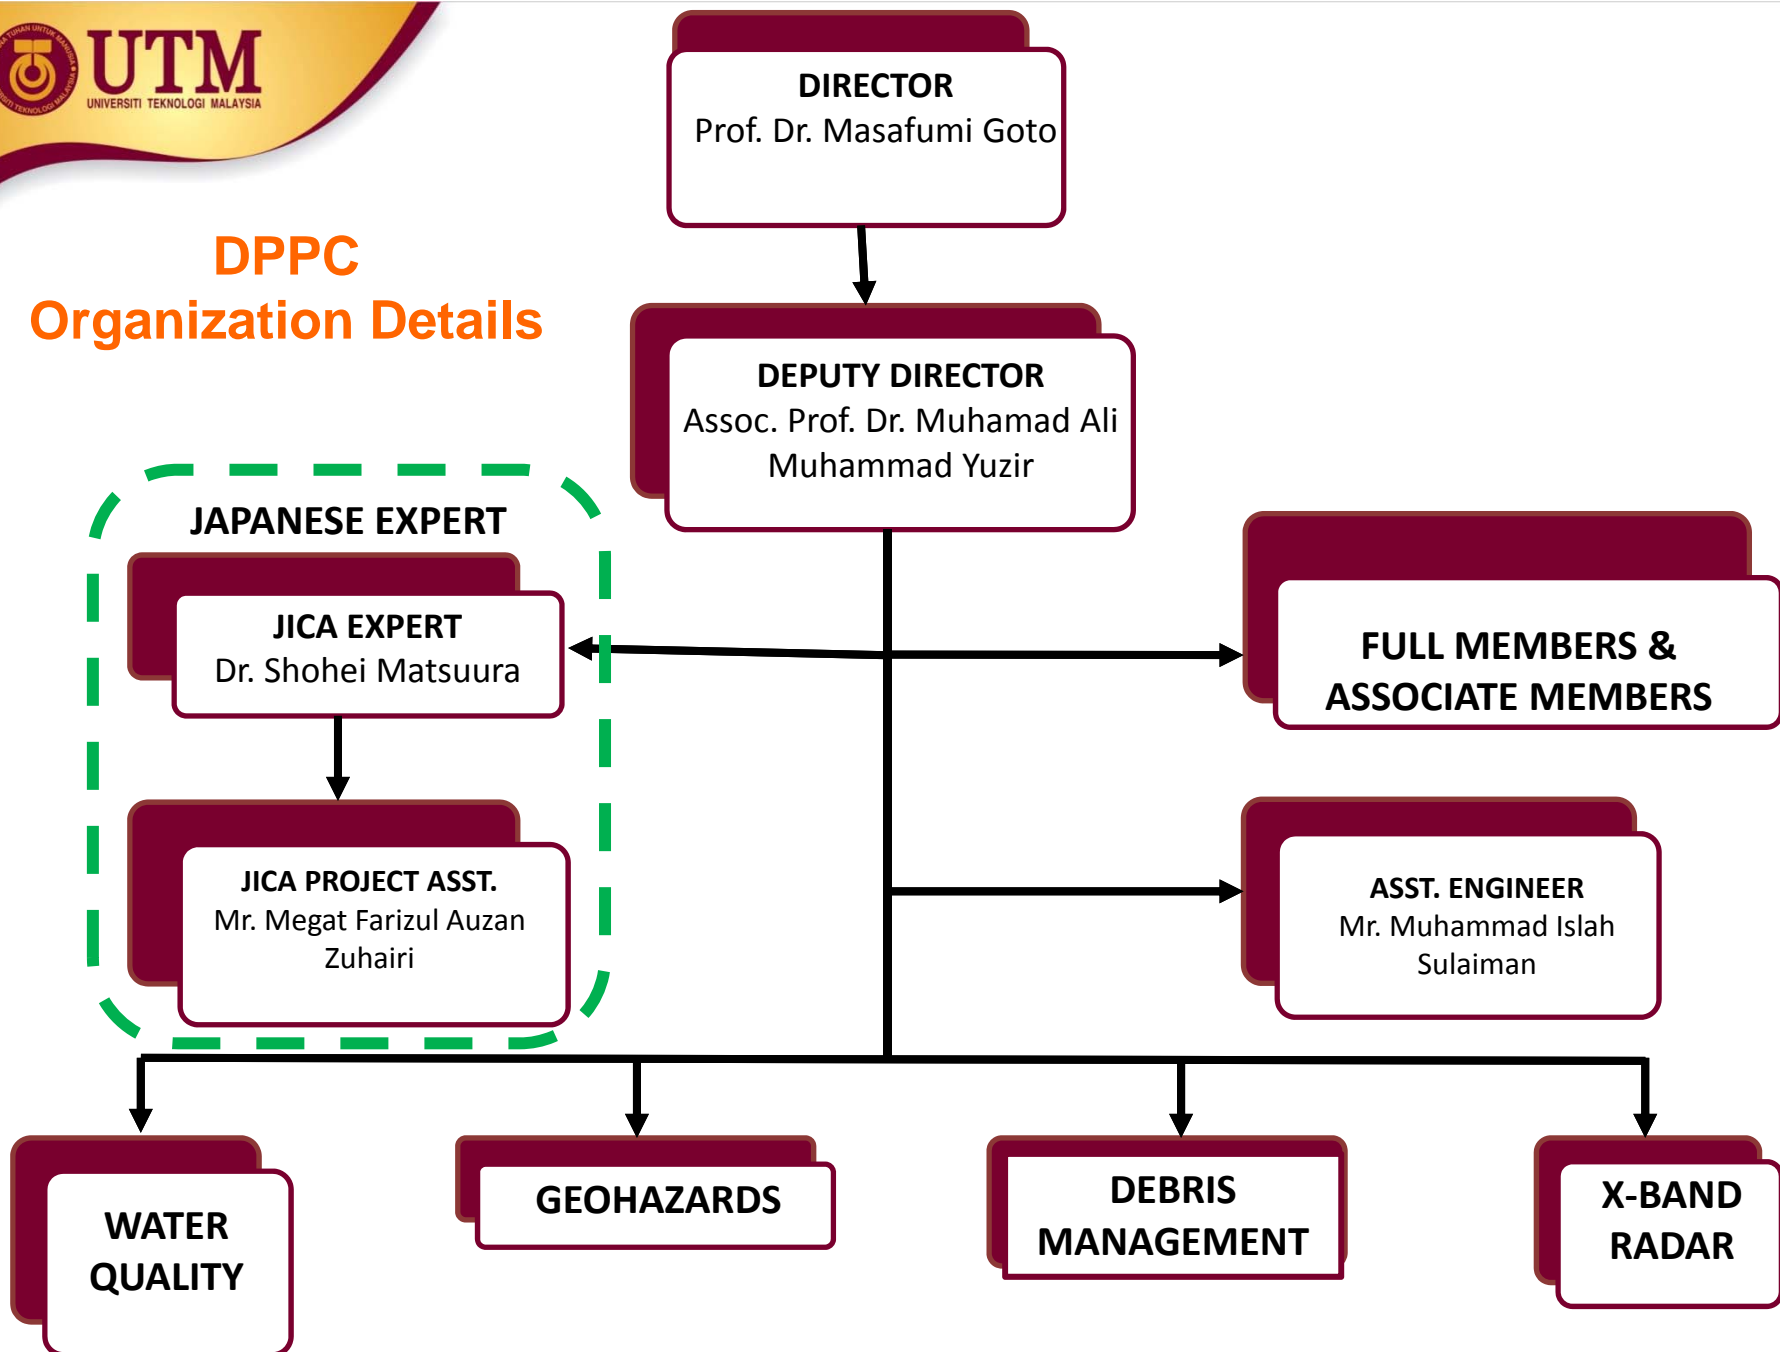 UTM
UNIVERSITI TEKNOLOGI MALAYSIA
DIRECTOR
Prof. Dr. Masafumi Goto
DPPC
Organization Details
DEPUTY DIRECTOR
Assoc. Prof. Dr. Muhamad Ali
Muhammad Yuzir
JAPANESE EXPERT
JICA EXPERT
Dr. Shohei Matsuura
FULL MEMBERS &
ASSOCIATE MEMBERS
JICA PROJECT ASST.
Mr. Megat Farizul Auzan
Zuhairi
ASST. ENGINEER
Mr. Muhammad Islah
Sulaiman
WATER
QUALITY
GEOHAZARDS
DEBRIS
MANAGEMENT
X-BAND
RADAR